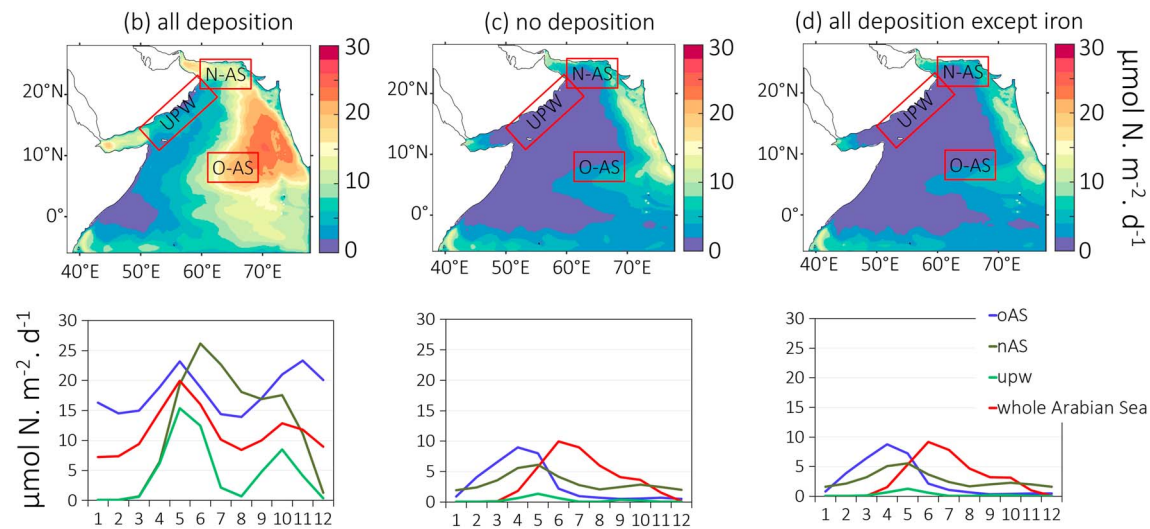 (b) all deposition
(c) no deposition
(d) all deposition except iron
30
20
10
0
20°N
10°N
0°
40°E 50°E 60°E 70°E
N-AS
UPW
O-AS
30
20
10
0
20°N
10°N
0°
40°E 50°E 60°E 70°E
N-AS
UPW
O-AS
30
20
10
0
20°N
10°N
0°
40°E 50°E 60°E 70°E
N-AS
UPW
O-AS
μmol N. m⁻². d⁻¹
μmol N. m⁻². d⁻¹
30
25
20
15
10
5
0
1 2 3 4 5 6 7 8 9 10 11 12
30
25
20
15
10
5
0
1 2 3 4 5 6 7 8 9 10 11 12
30
25
20
15
10
5
0
1 2 3 4 5 6 7 8 9 10 11 12
oAS
nAS
upw
whole Arabian Sea